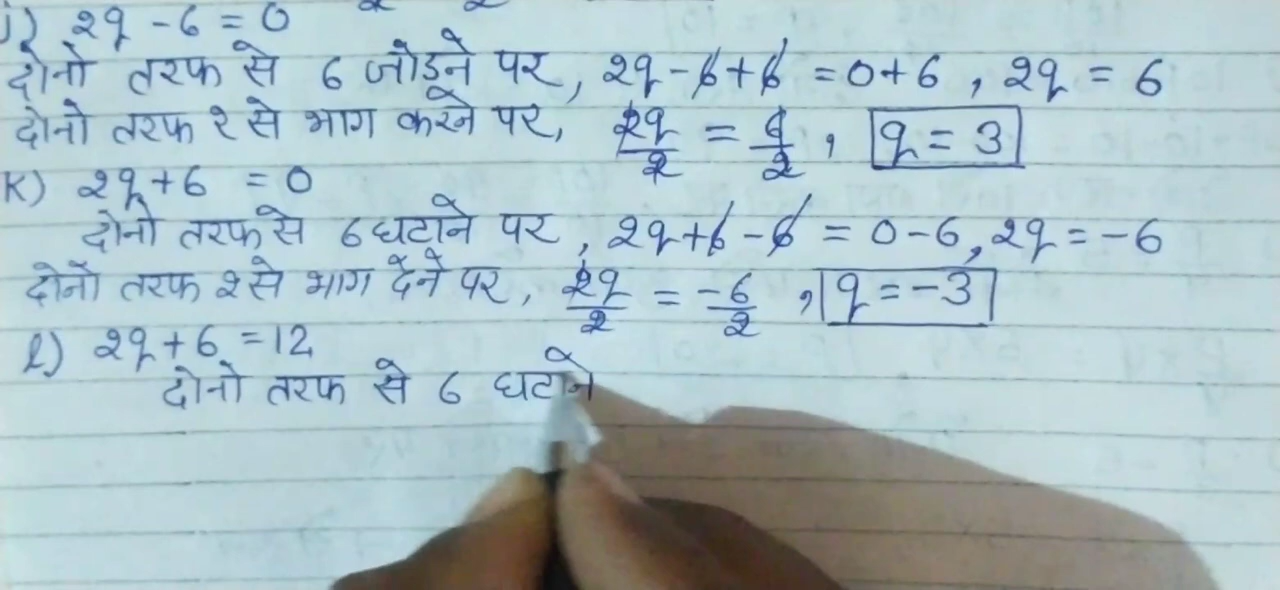 j) 2q - 6 = 0
दोनो तरफ से 6 जोड़ने पर, 2q - 6 + 6 = 0 + 6 , 2q = 6
दोनो तरफ 2 से भाग करने पर, 2q/2 = 6/2 , q = 3
K) 2q + 6 = 0
दोनो तरफ से 6 घटाने पर , 2q + 6 - 6 = 0 - 6, 2q = -6
दोनों तरफ 2 से भाग देने पर, 2q/2 = -6/2 , q = -3
l) 2q + 6 = 12
दोनो तरफ से 6 घटाने